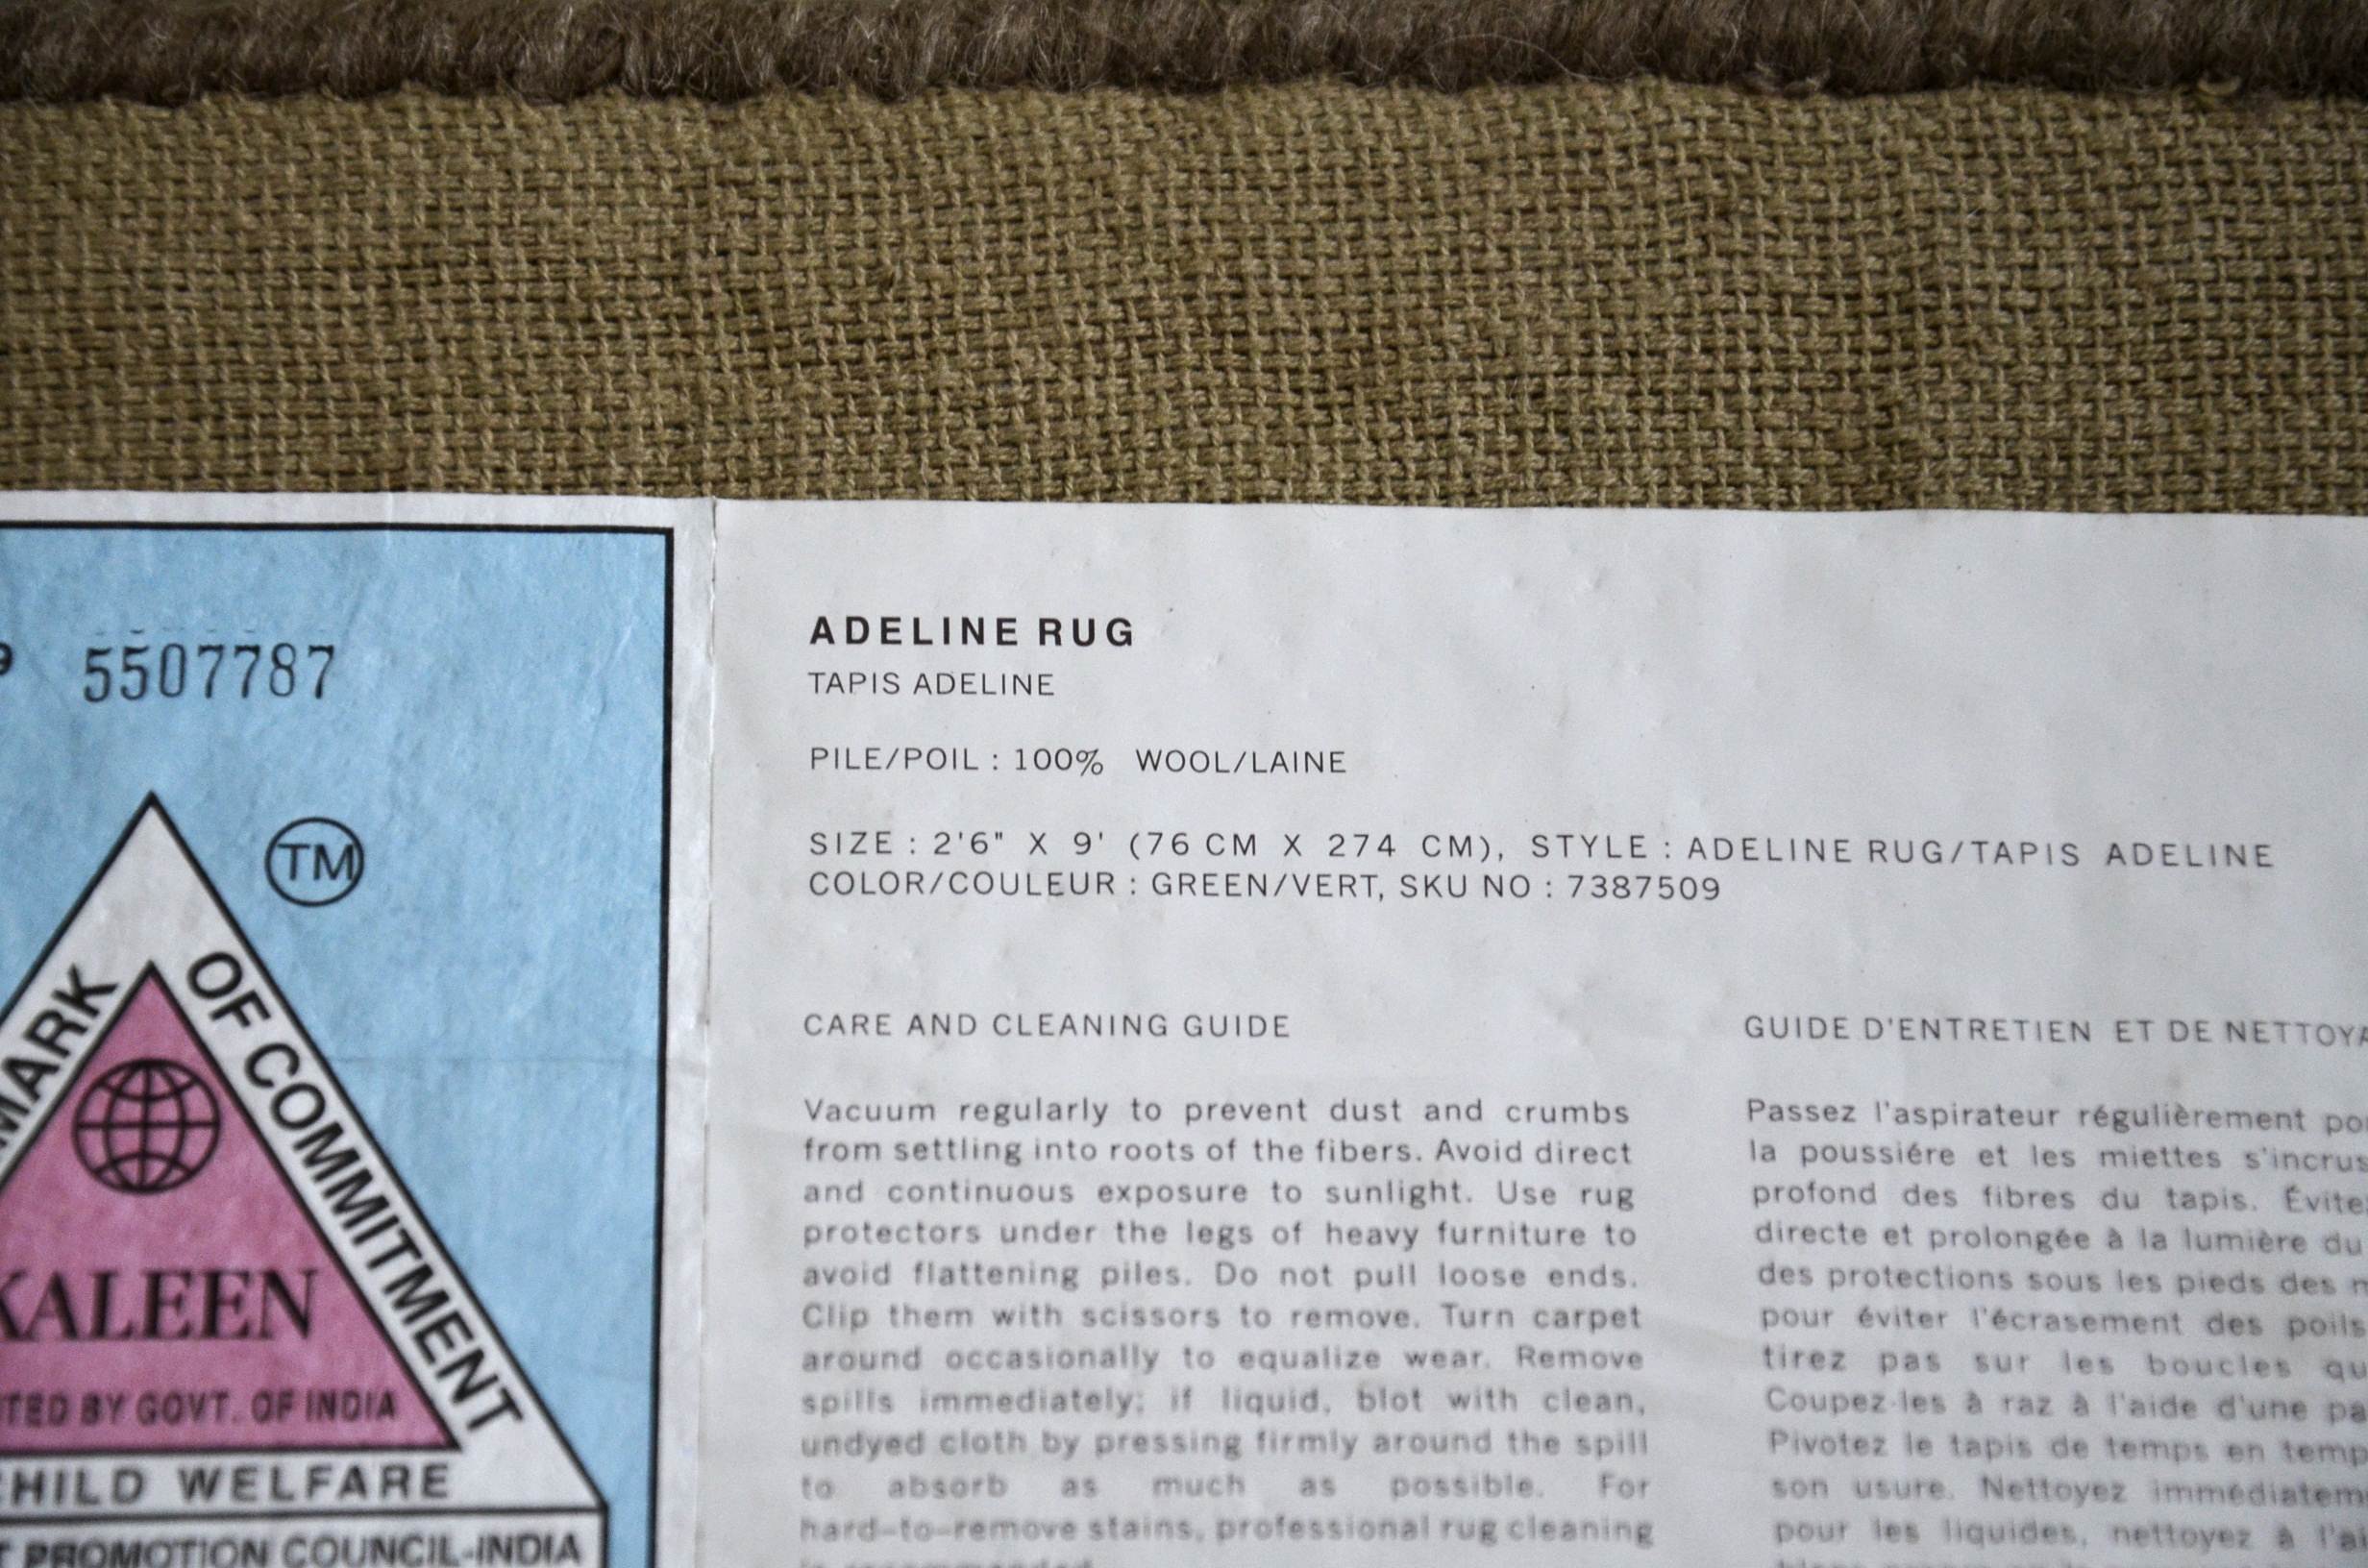 5507787
TM
MARK OF COMMITMENT
KALEEN
BY GOVT. OF INDIA
CHILD WELFARE
PROMOTION COUNCIL-INDIA
ADELINE RUG
TAPIS ADELINE
PILE/POIL : 100% WOOL/LAINE
SIZE : 2'6" X 9' (76 CM X 274 CM), STYLE : ADELINE RUG/TAPIS ADELINE
COLOR/COULEUR : GREEN/VERT, SKU NO : 7387509
CARE AND CLEANING GUIDE
Vacuum regularly to prevent dust and crumbs
from settling into roots of the fibers. Avoid direct
and continuous exposure to sunlight. Use rug
protectors under the legs of heavy furniture to
avoid flattening piles. Do not pull loose ends.
Clip them with scissors to remove. Turn carpet
around occasionally to equalize wear. Remove
spills immediately; if liquid, blot with clean,
undyed cloth by pressing firmly around the spill
to absorb as much as possible. For
hard-to-remove stains, professional rug cleaning
GUIDE D'ENTRETIEN ET DE NETTOYA
Passez l'aspirateur régulièrement
la poussiére et les miettes s'incrus
profond des fibres du tapis. Évite
directe et prolongée à la lumière du
des protections sous les pieds des
pour éviter l'écrasement des poils
tirez pas sur les boucles qu
Coupez-les à raz à l'aide d'une pa
Pivotez le tapis de temps en temp
son usure. Nettoyez immédiatem
pour les liquides, nettoyez à l'ai